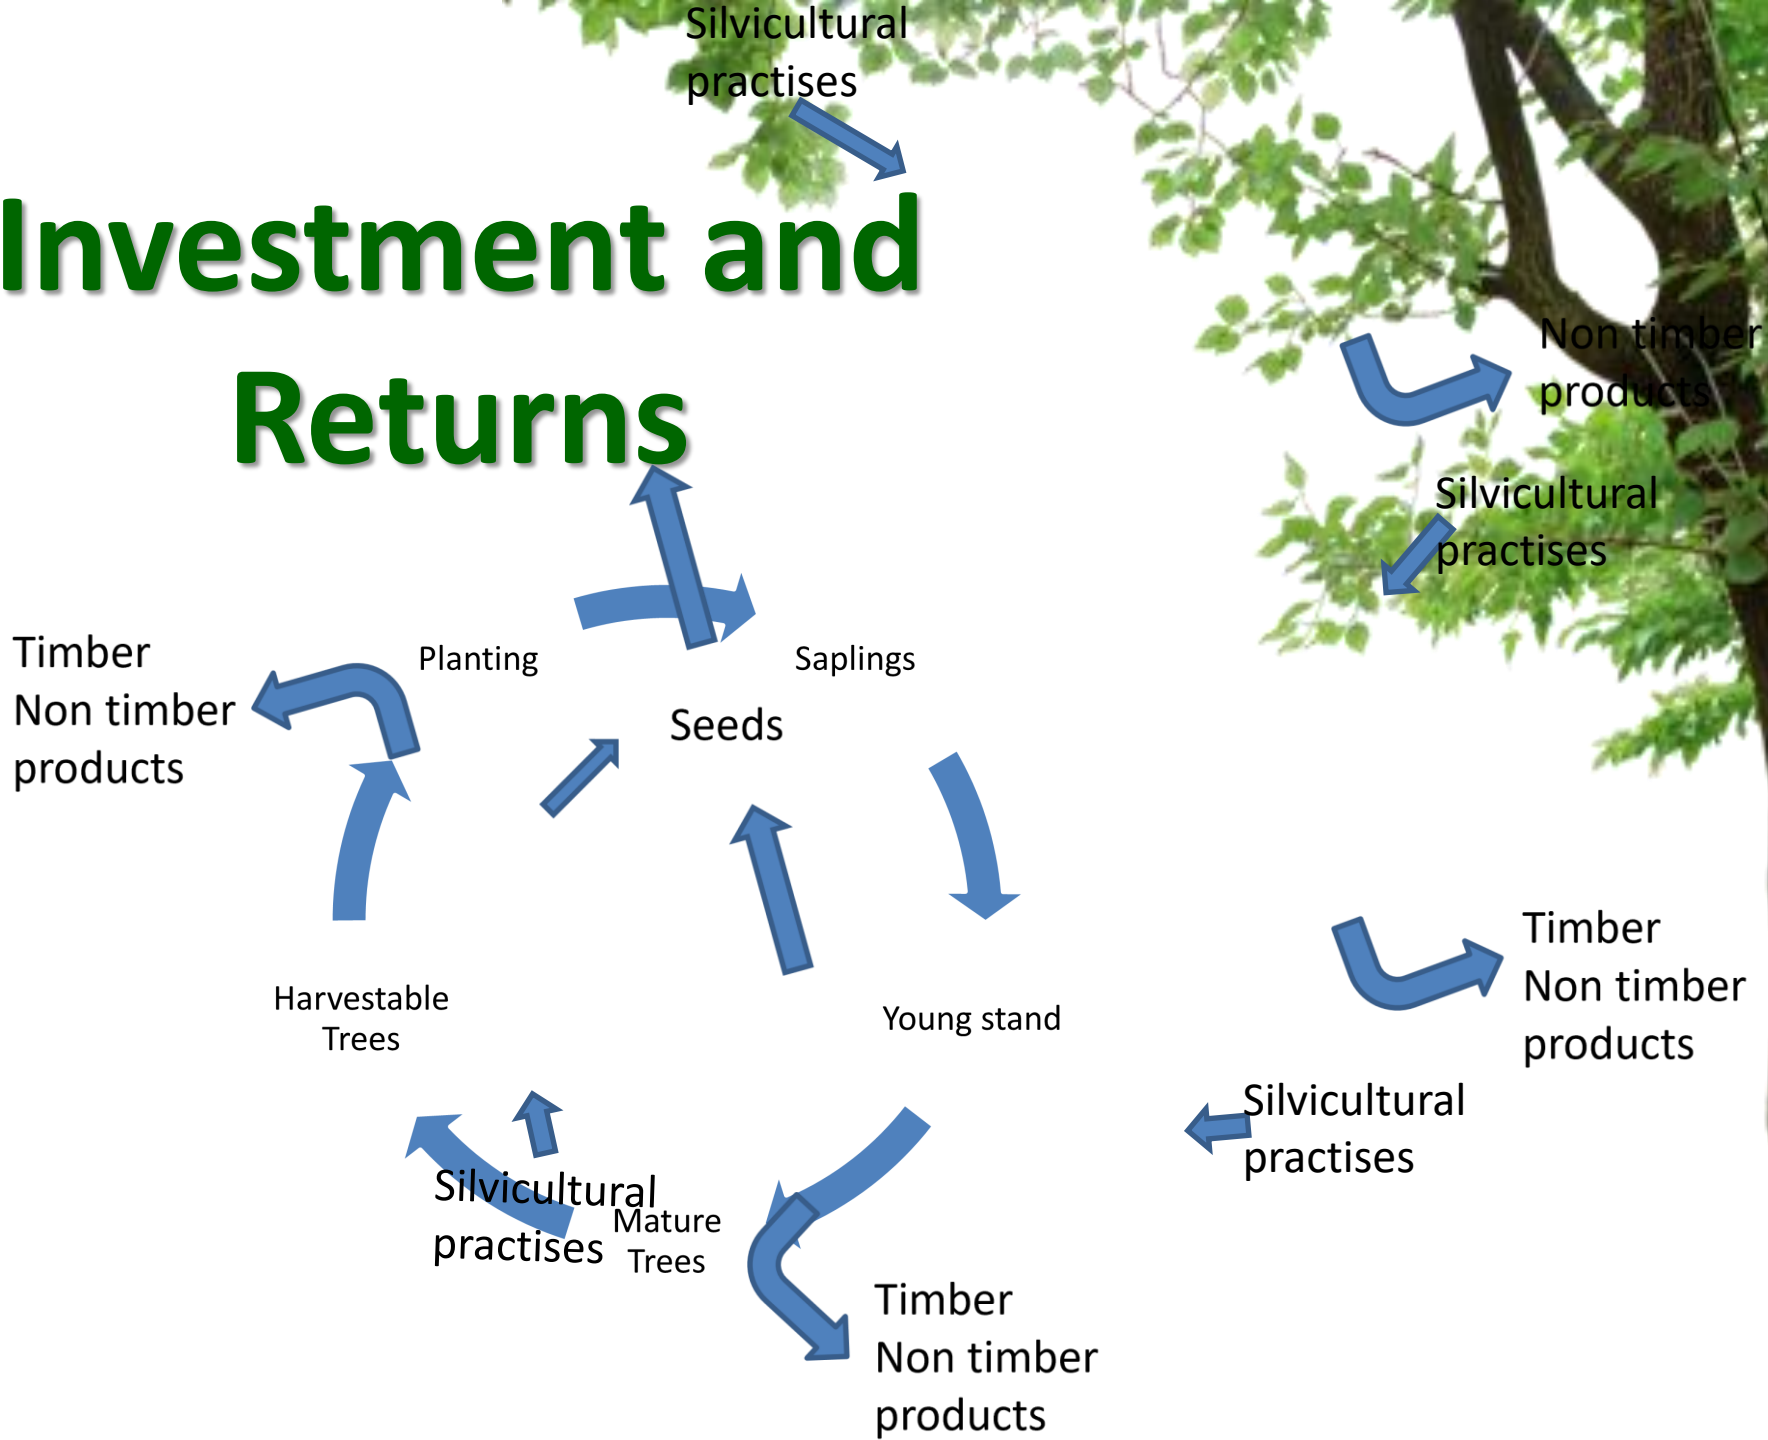 Silvicultural
practises
Investment and
Returns
Non timber
products
Silvicultural
practises
Timber
Non timber
products
Planting
Saplings
Seeds
Harvestable
Trees
Young stand
Timber
Non timber
products
Silvicultural
practises
Silvicultural
practises
Mature
Trees
Timber
Non timber
products